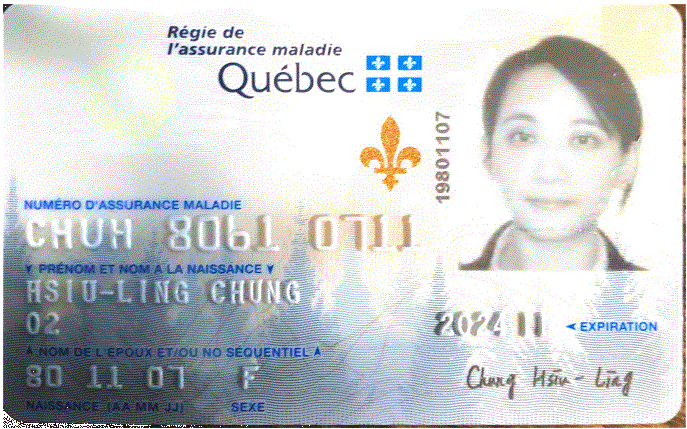 Régie de
l'assurance maladie
Québec
19801107
NUMÉRO D'ASSURANCE MALADIE
CHUH 8061 0711
PRÉNOM ET NOM À LA NAISSANCE
HSIU-LING CHUNG
02
2024 11 EXPIRATION
NOM DE L'ÉPOUX ET/OU NO SÉQUENTIEL
80 11 07 F
Chung Hsiu-Ling
NAISSANCE (AA MM JJ) SEXE